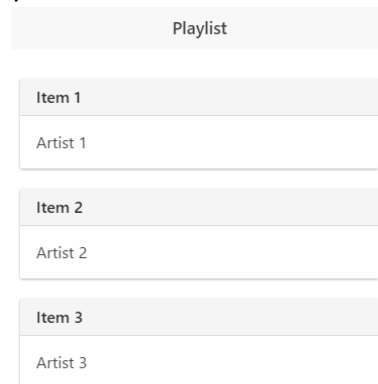 Playlist
Item 1
Artist 1
Item 2
Artist 2
Item 3
Artist 3